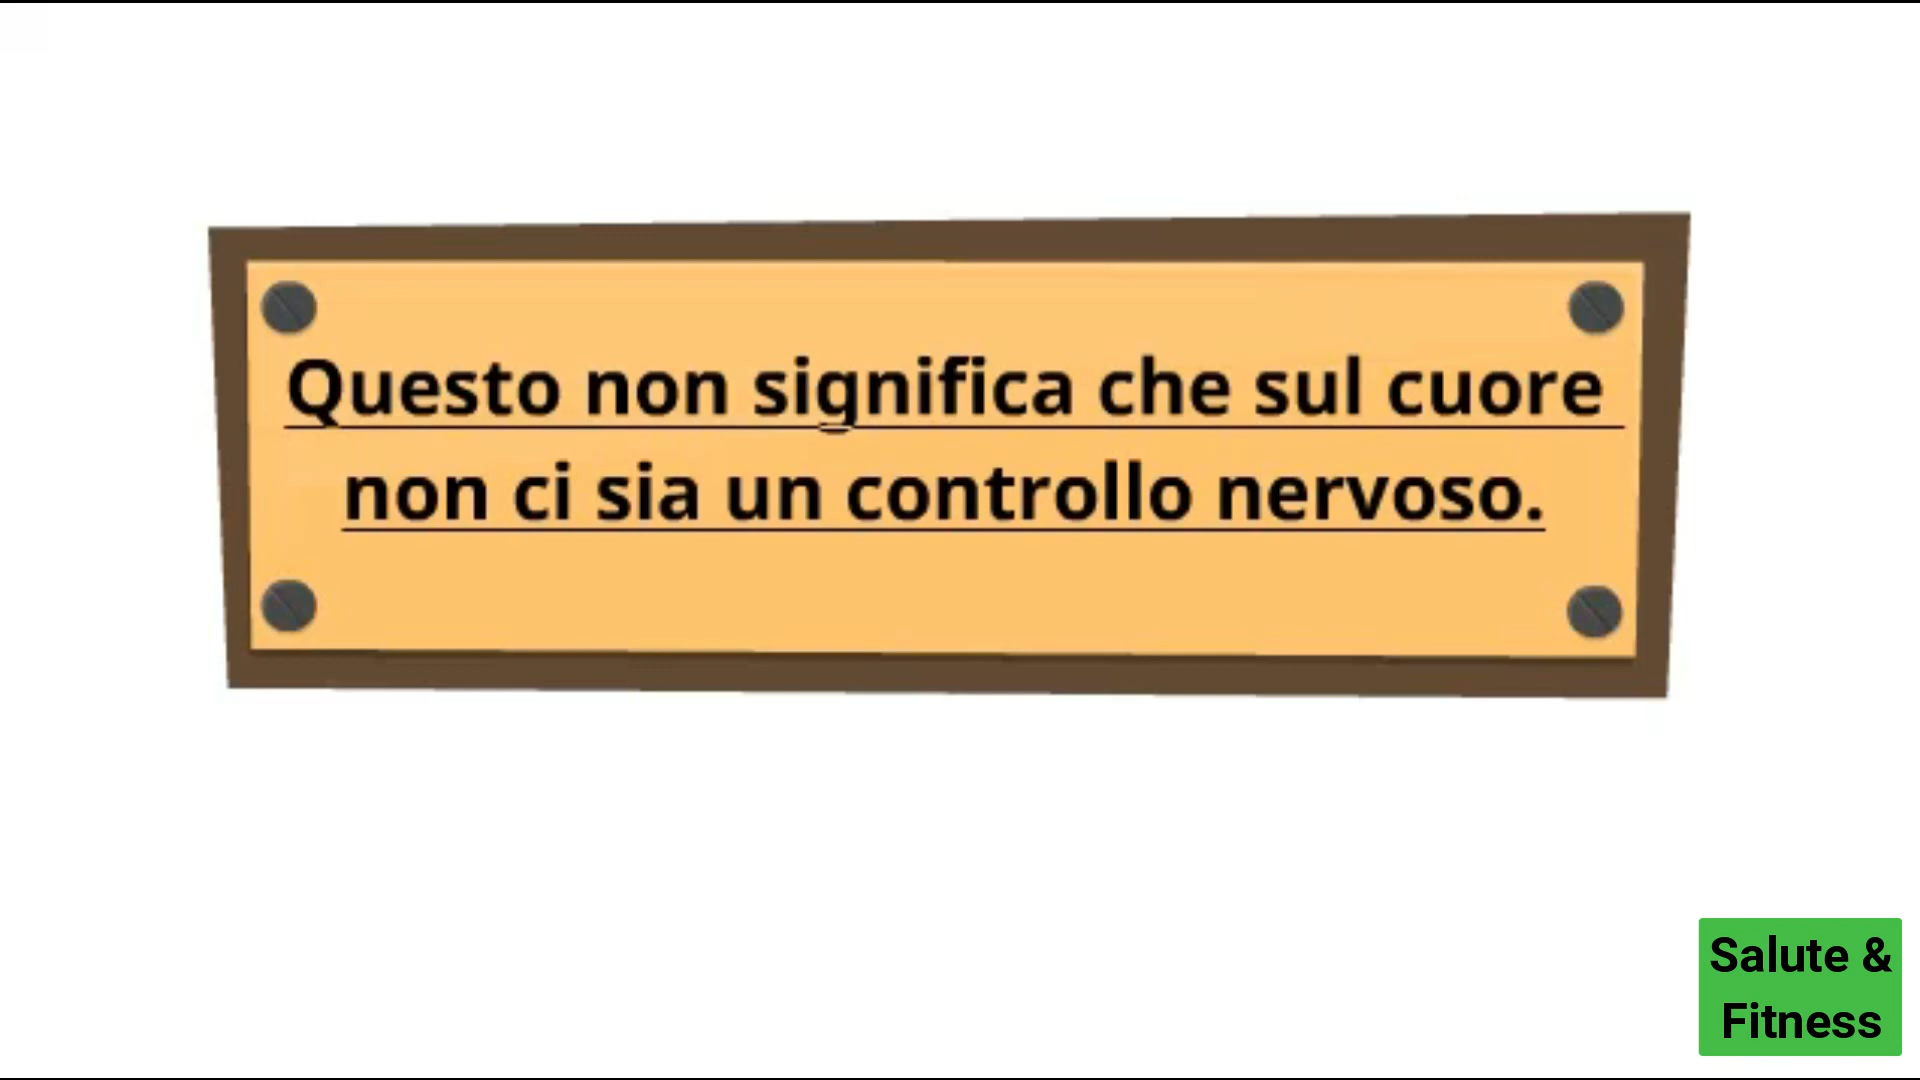 Questo non significa che sul cuore
non ci sia un controllo nervoso.
Salute &
Fitness